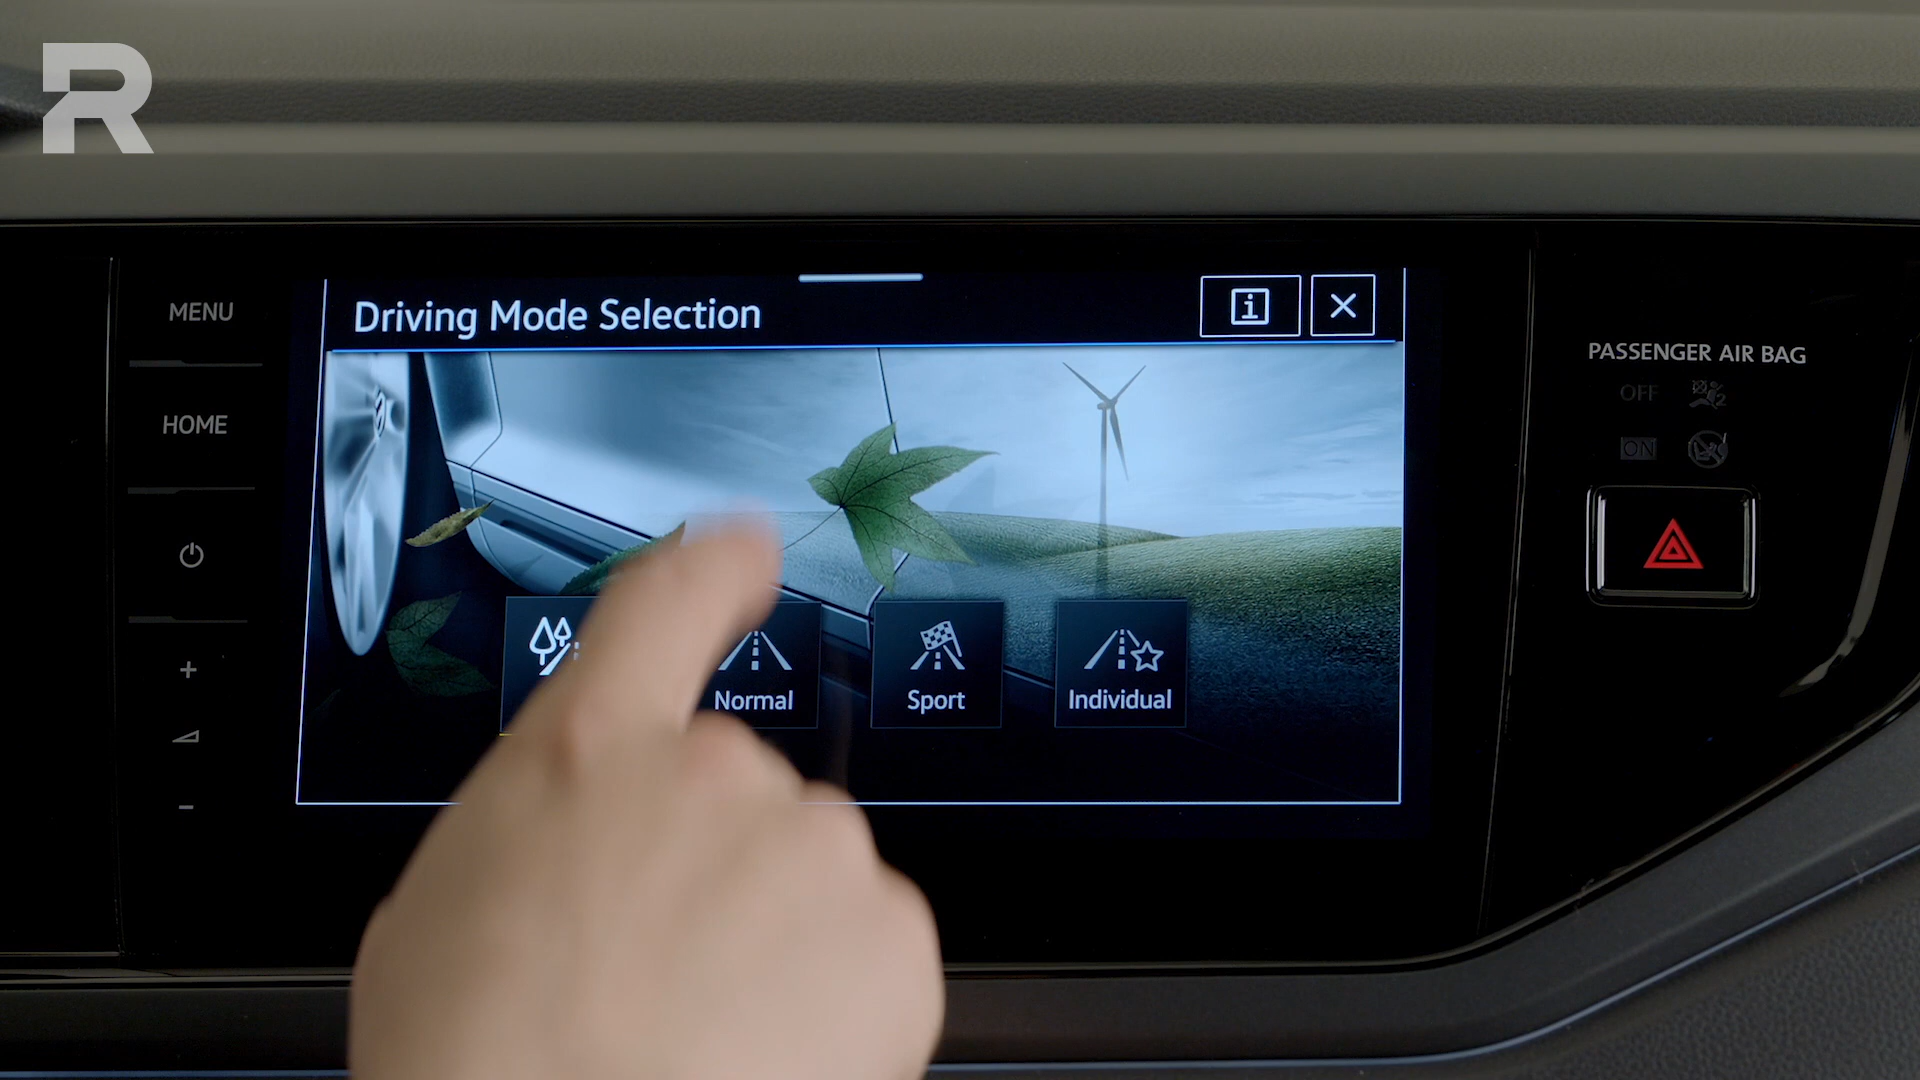 R
MENU
HOME
Driving Mode Selection
Normal
Sport
Individual
PASSENGER AIR BAG
OFF
ON